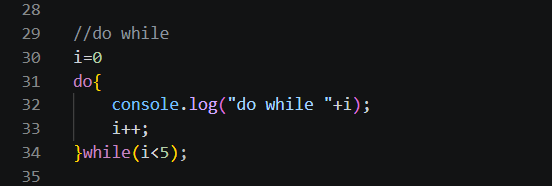 28
29 //do while
30 i=0
31 do{
32     console.log("do while "+i);
33     i++;
34 }while(i<5);
35